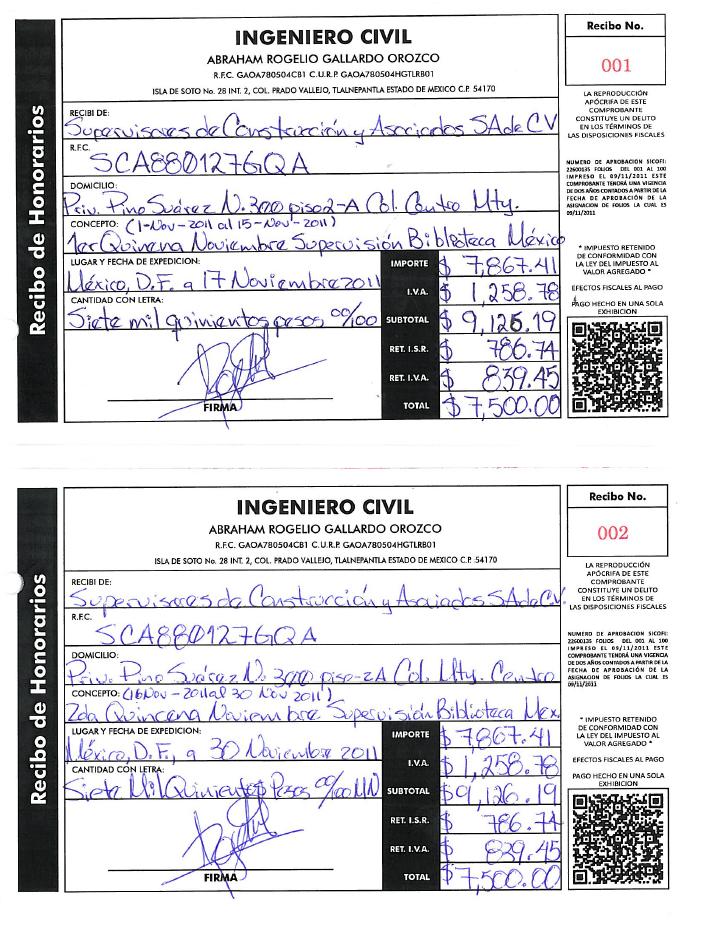 Recibo de Honorarios
INGENIERO CIVIL
ABRAHAM ROGELIO GALLARDO OROZCO
R.F.C. GAOA780504CB1 C.U.R.P. GAOA780504HGTLRB01
ISLA DE SOTO No. 28 INT. 2, COL. PRADO VALLEJO, TLALNEPANTLA ESTADO DE MEXICO C.P. 54170
Recibo No.
001
LA REPRODUCCIÓN
APÓCRIFA DE ESTE
COMPROBANTE
CONSTITUYE UN DELITO
EN LOS TÉRMINOS DE
LAS DISPOSICIONES FISCALES
NUMERO DE APROBACION SICOFI:
22600135 FOLIOS DEL 001 AL 100
IMPRESO EL 09/11/2011 ESTE
COMPROBANTE TENDRÁ UNA VIGENCIA
DE DOS AÑOS CONTADOS A PARTIR DE LA
FECHA DE APROBACIÓN DE LA
ASIGNACION DE FOLIOS LA CUAL ES
09/11/2011
RECIBI DE:
Supervisores de Construcción y Asociados SA de CV
R.F.C.
SCA8801276QA
DOMICILIO:
Priv. Pino Suárez N. 300 piso 2-A Col. Centro Mty.
CONCEPTO: (1-Nov-2011 al 15-Nov-2011)
1er Quinena Noviembre Supervisión Biblioteca México
LUGAR Y FECHA DE EXPEDICION:
México, D.F. a 17 Noviembre 2011
CANTIDAD CON LETRA:
Siete mil quinientos pesos 00/100
FIRMA
IMPORTE $ 7,867.41
I.V.A. $ 1,258.78
SUBTOTAL $ 9,126.19
RET. I.S.R. $ 786.74
RET. I.V.A. $ 839.45
TOTAL $ 7,500.00
* IMPUESTO RETENIDO
DE CONFORMIDAD CON
LA LEY DEL IMPUESTO AL
VALOR AGREGADO *
EFECTOS FISCALES AL PAGO
PAGO HECHO EN UNA SOLA
EXHIBICION
Recibo de Honorarios
INGENIERO CIVIL
ABRAHAM ROGELIO GALLARDO OROZCO
R.F.C. GAOA780504CB1 C.U.R.P. GAOA780504HGTLRB01
ISLA DE SOTO No. 28 INT. 2, COL. PRADO VALLEJO, TLALNEPANTLA ESTADO DE MEXICO C.P. 54170
Recibo No.
002
LA REPRODUCCIÓN
APÓCRIFA DE ESTE
COMPROBANTE
CONSTITUYE UN DELITO
EN LOS TÉRMINOS DE
LAS DISPOSICIONES FISCALES
NUMERO DE APROBACION SICOFI:
22600135 FOLIOS DEL 001 AL 100
IMPRESO EL 09/11/2011 ESTE
COMPROBANTE TENDRÁ UNA VIGENCIA
DE DOS AÑOS CONTADOS A PARTIR DE LA
FECHA DE APROBACIÓN DE LA
ASIGNACION DE FOLIOS LA CUAL ES
09/11/2011
RECIBI DE:
Supervisores de Construcción y Asociados SA de C.V.
R.F.C.
SCA8801276QA
DOMICILIO:
Priv. Pino Suárez No 300 piso-2A Col. Mty. Centro
CONCEPTO: (16 Nov-2011 al 30 Nov 2011)
2da Quincena Noviembre Supervisión Biblioteca Mex.
LUGAR Y FECHA DE EXPEDICION:
México, D.F., a 30 Noviembre 2011
CANTIDAD CON LETRA:
Siete Mil Quinientos Pesos 00/100 MN
FIRMA
IMPORTE $ 7867.41
I.V.A. $ 1,258.78
SUBTOTAL $ 9,126.19
RET. I.S.R. $ 786.74
RET. I.V.A. $ 839.45
TOTAL $ 7,500.00
* IMPUESTO RETENIDO
DE CONFORMIDAD CON
LA LEY DEL IMPUESTO AL
VALOR AGREGADO *
EFECTOS FISCALES AL PAGO
PAGO HECHO EN UNA SOLA
EXHIBICION